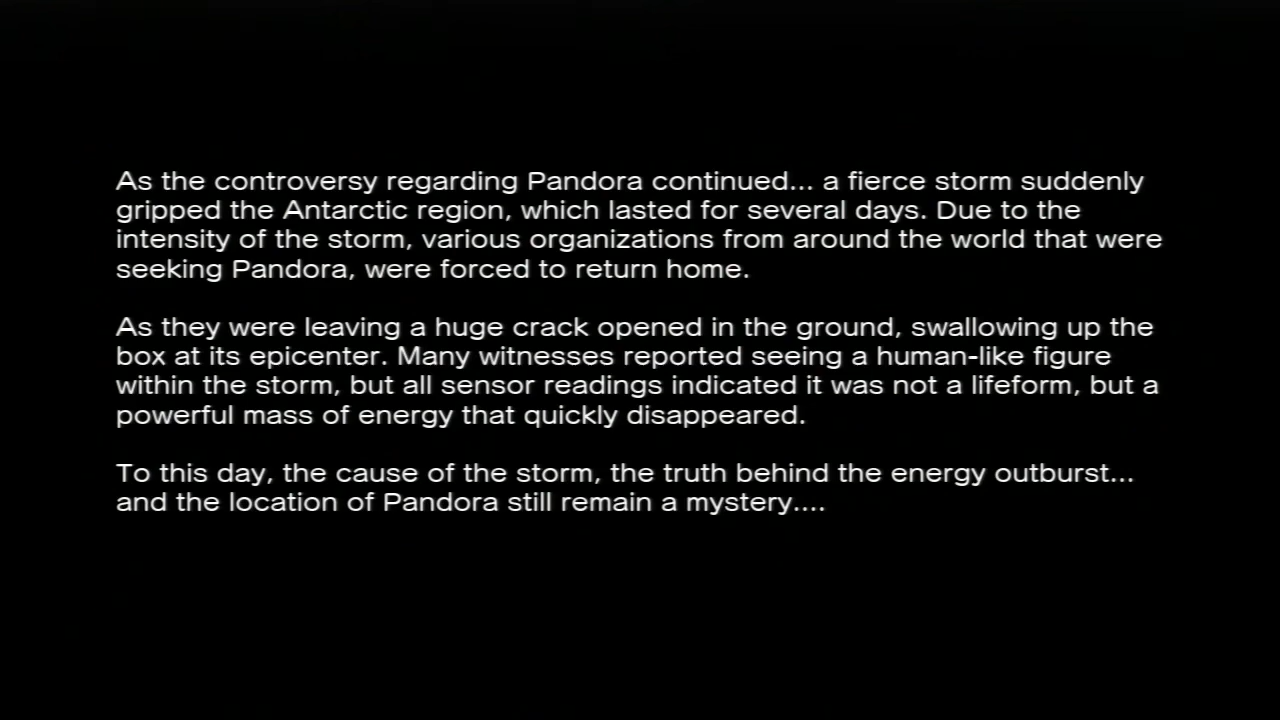 As the controversy regarding Pandora continued... a fierce storm suddenly
gripped the Antarctic region, which lasted for several days. Due to the
intensity of the storm, various organizations from around the world that were
seeking Pandora, were forced to return home.
As they were leaving a huge crack opened in the ground, swallowing up the
box at its epicenter. Many witnesses reported seeing a human-like figure
within the storm, but all sensor readings indicated it was not a lifeform, but a
powerful mass of energy that quickly disappeared.
To this day, the cause of the storm, the truth behind the energy outburst...
and the location of Pandora still remain a mystery....